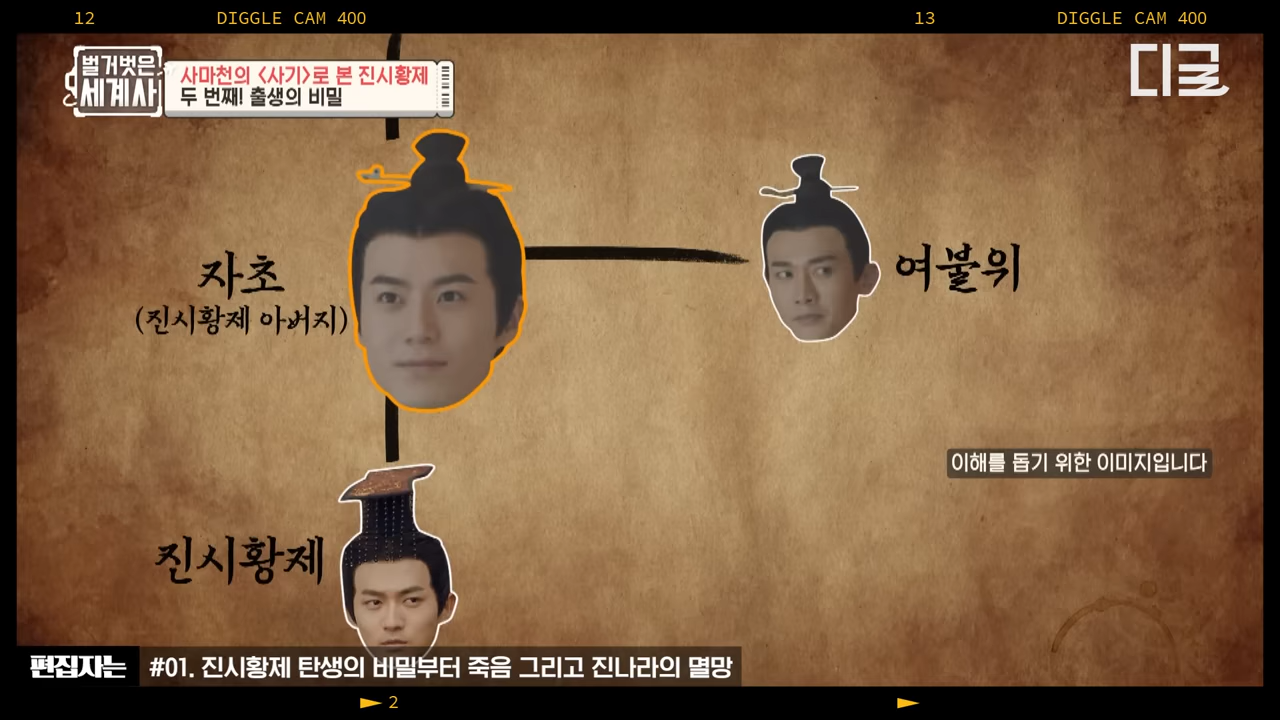 12
DIGGLE CAM 400
13
DIGGLE CAM 400
벌거벗은
세계사
사마천의 <사기>로 본 진시황제
두 번째! 출생의 비밀
디글
자초
(진시황제 아버지)
여불위
이해를 돕기 위한 이미지입니다
진시황제
편집자는
#01. 진시황제 탄생의 비밀부터 죽음 그리고 진나라의 멸망
2